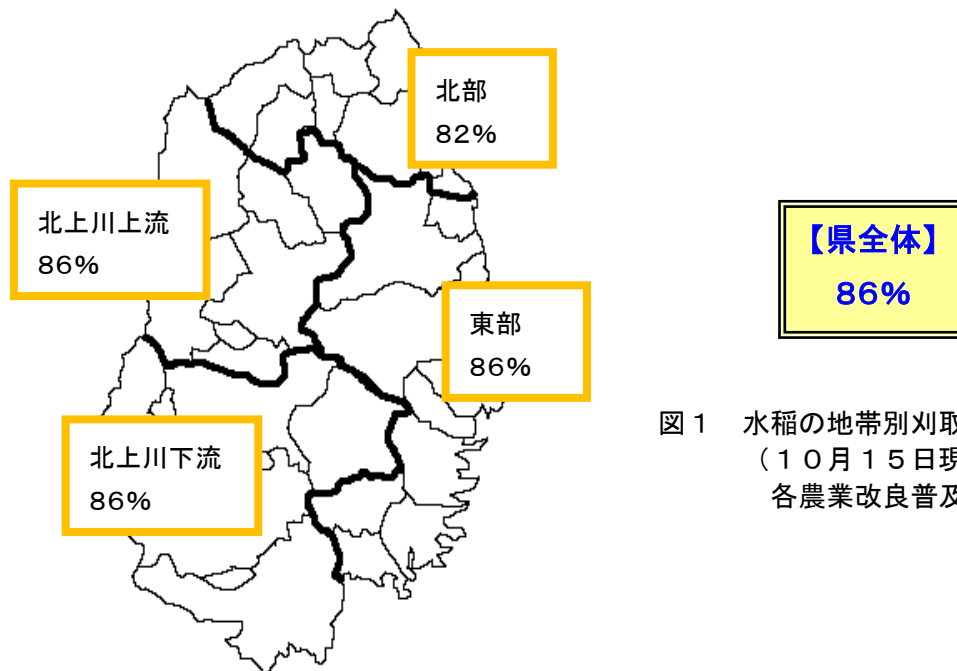 北部
82%
北上川上流
86%
【県全体】
86%
東部
86%
図1 水稲の地帯別刈取
(10月15日現
各農業改良普及
北上川下流
86%